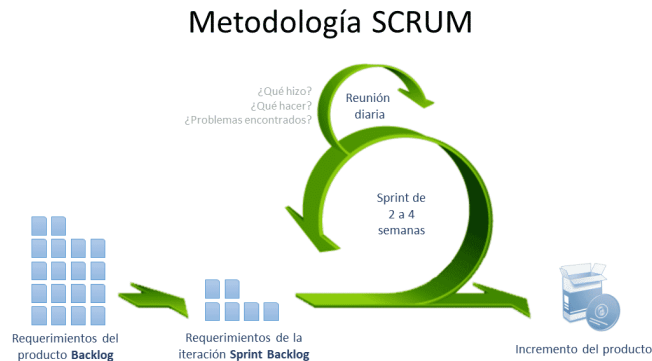 Metodología SCRUM
¿Qué hizo?
¿Qué hacer?
¿Problemas encontrados?
Reunión
diaria
Sprint de
2 a 4
semanas
Requerimientos del
producto Backlog
Requerimientos de la
iteración Sprint Backlog
Incremento del producto